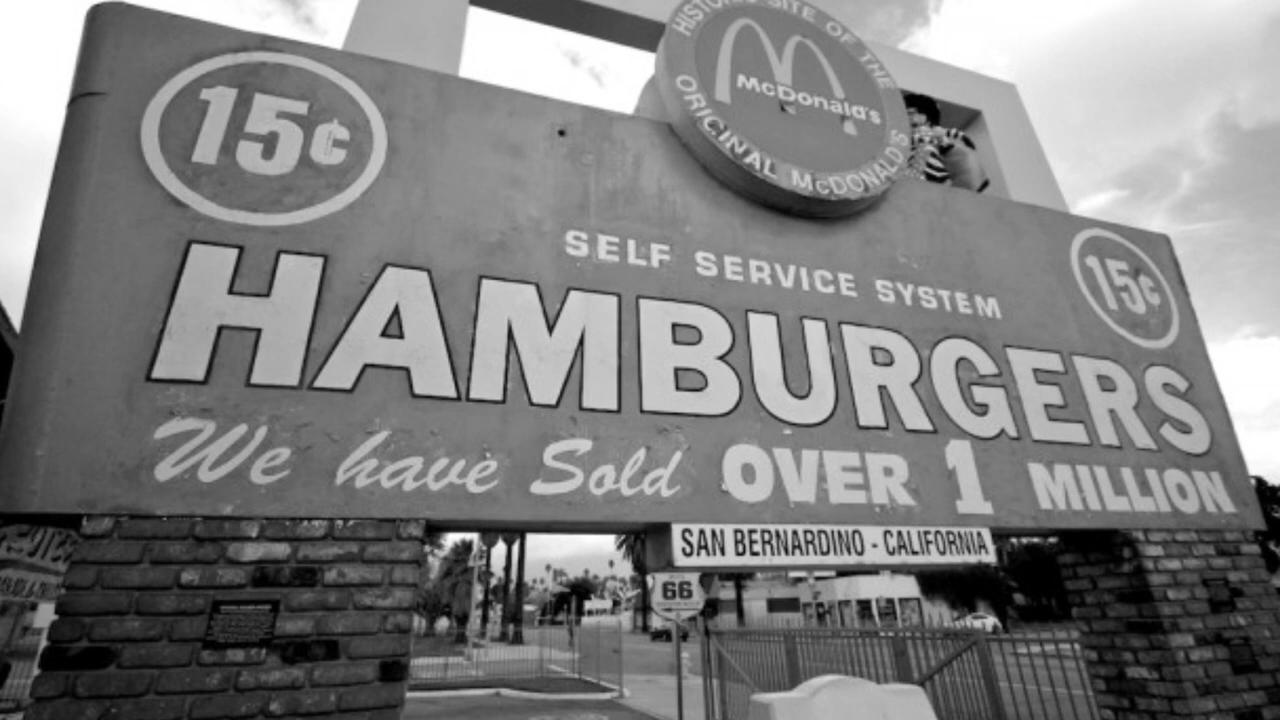 HISTORIC SITE OF THE
McDonald's
ORIGINAL McDONALD'S
15¢
SELF SERVICE SYSTEM
15¢
HAMBURGERS
We have Sold OVER 1 MILLION
SAN BERNARDINO - CALIFORNIA
66